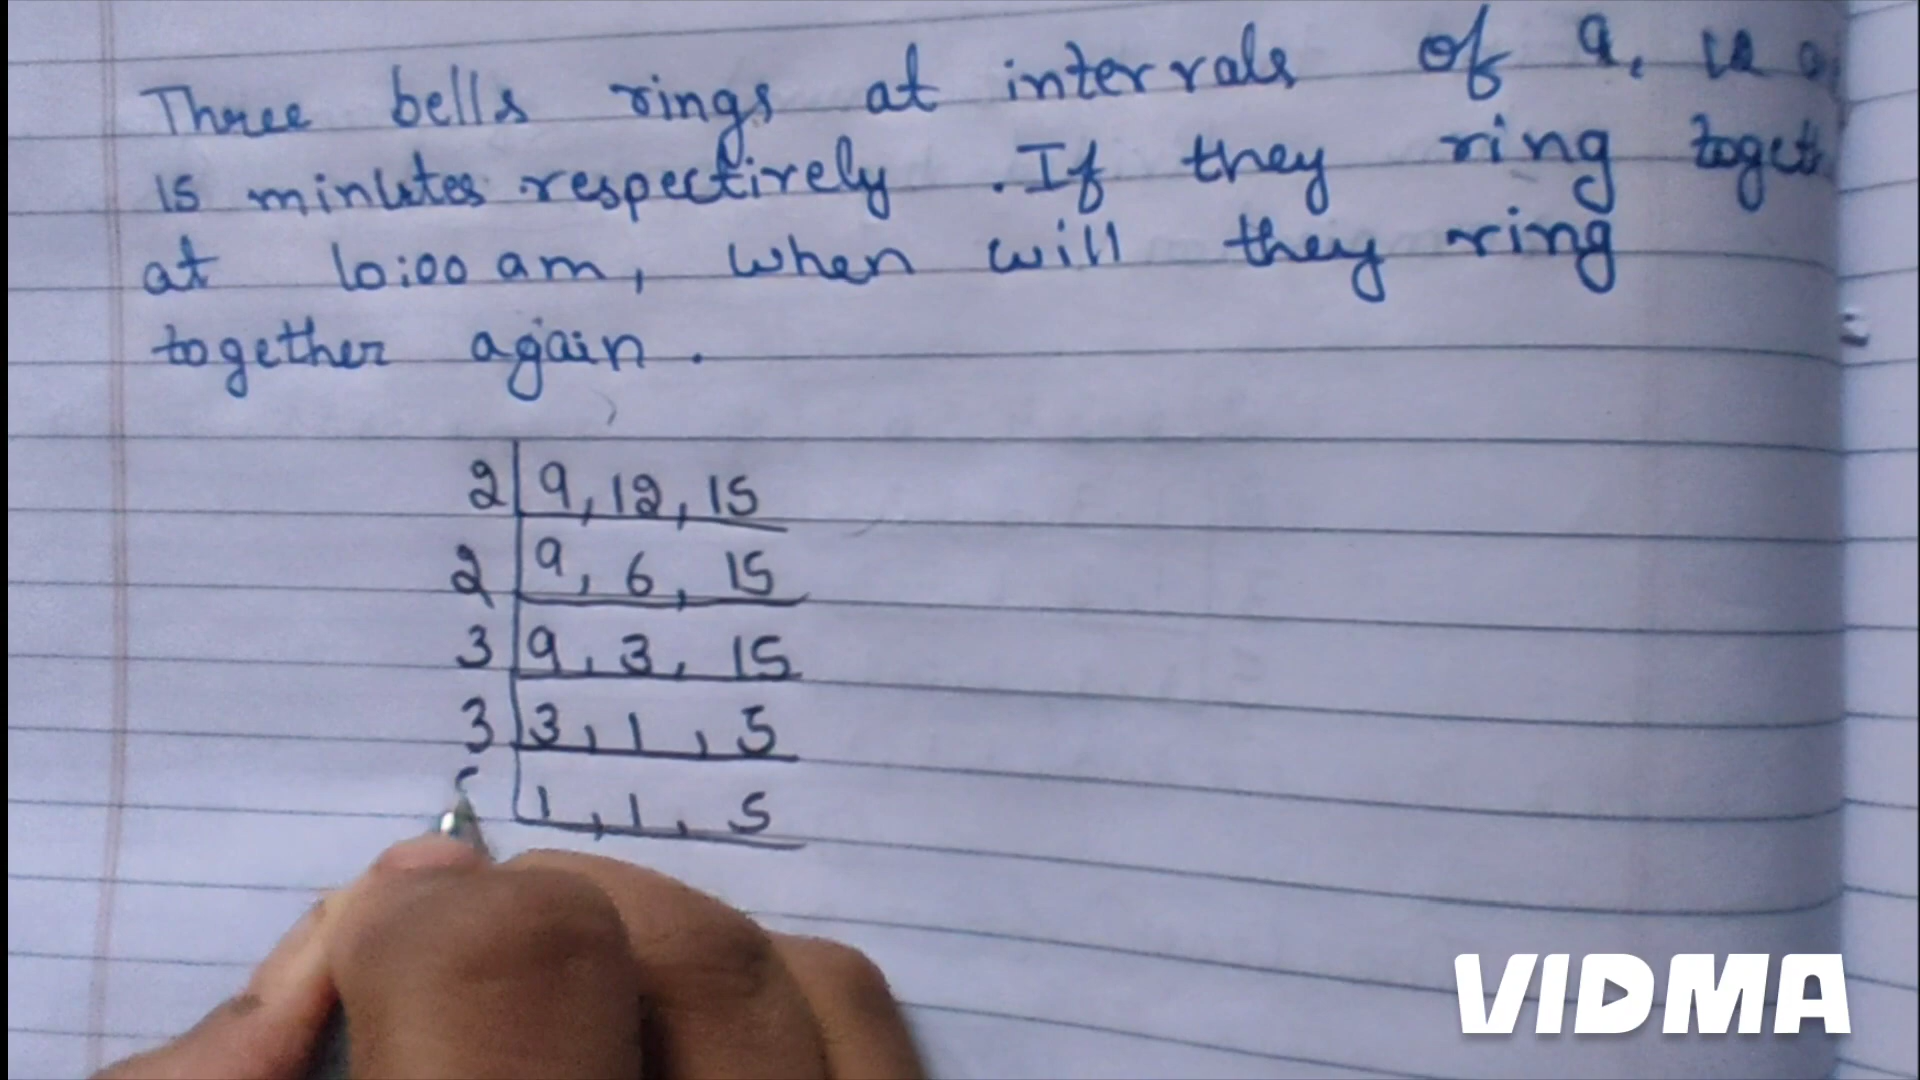 Three bells rings at intervals of 9, 12
15 minutes respectively. If they ring
at 10:00 am, when will they ring
together again.
2 9, 12, 15
2 9, 6, 15
3 9, 3, 15
3 3, 1, 5
1, 1, 5
VIDMA